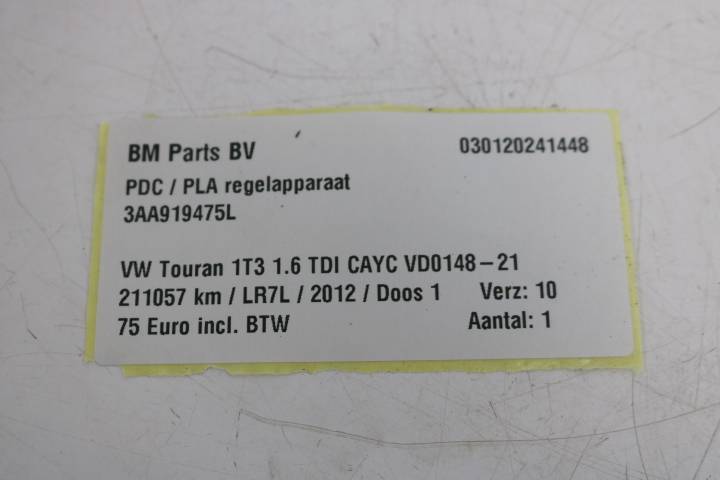 BM Parts BV 030120241448
PDC / PLA regelapparaat
3AA919475L
VW Touran 1T3 1.6 TDI CAYC VD0148-21
211057 km / LR7L / 2012 / Doos 1 Verz: 10
75 Euro incl. BTW Aantal: 1